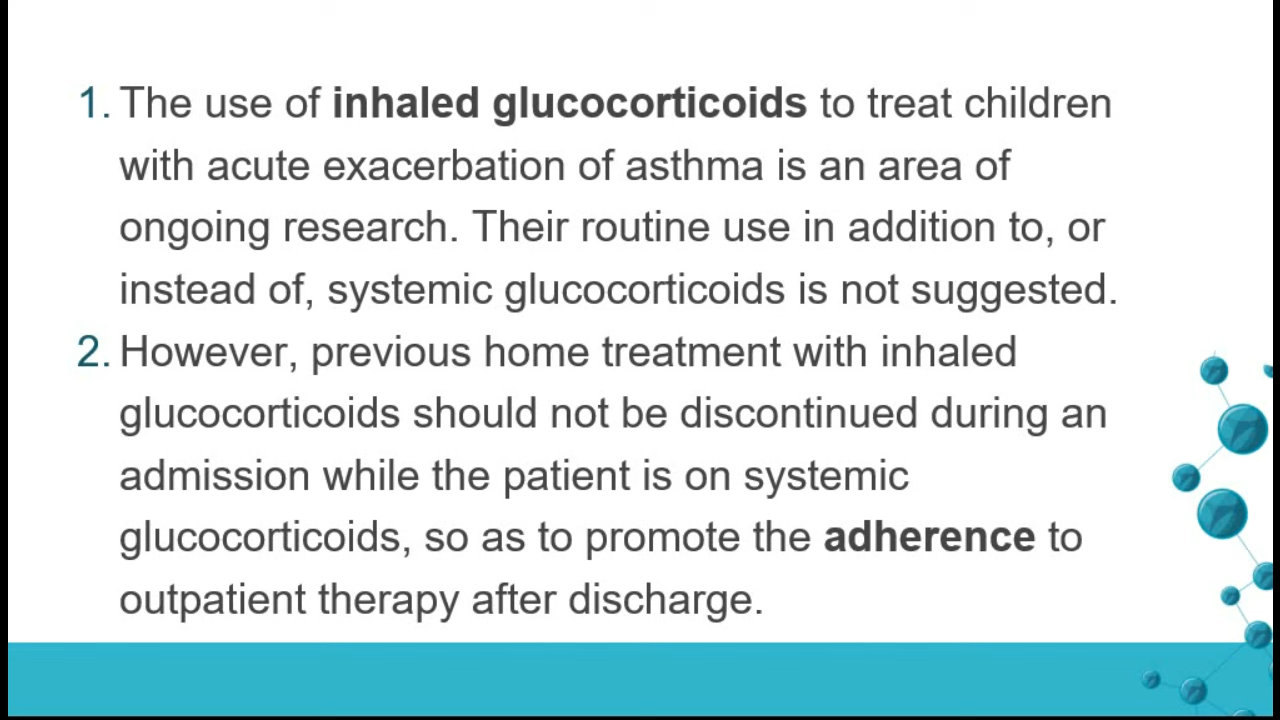 1. The use of inhaled glucocorticoids to treat children
with acute exacerbation of asthma is an area of
ongoing research. Their routine use in addition to, or
instead of, systemic glucocorticoids is not suggested.
2. However, previous home treatment with inhaled
glucocorticoids should not be discontinued during an
admission while the patient is on systemic
glucocorticoids, so as to promote the adherence to
outpatient therapy after discharge.